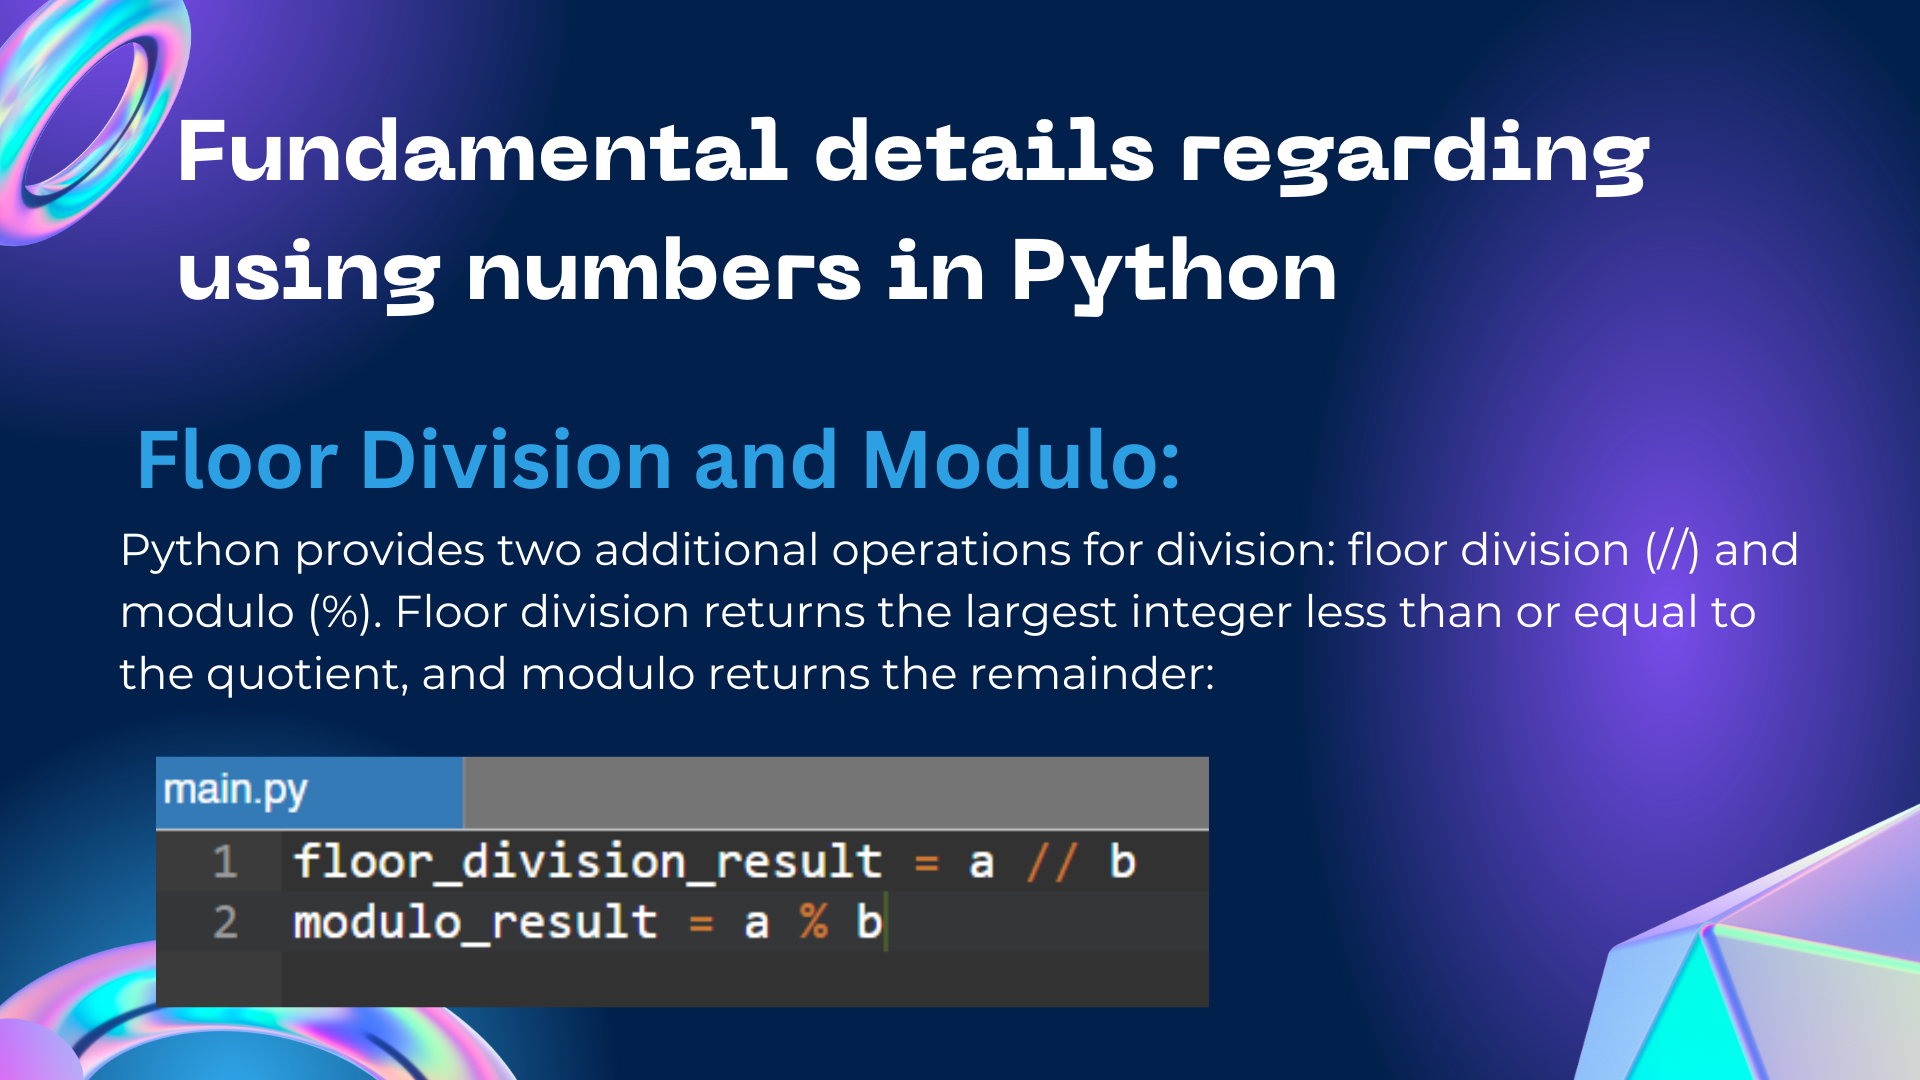 Fundamental details regarding
using numbers in Python
Floor Division and Modulo:
Python provides two additional operations for division: floor division (//) and
modulo (%). Floor division returns the largest integer less than or equal to
the quotient, and modulo returns the remainder:
main.py
1 floor_division_result = a // b
2 modulo_result = a % b